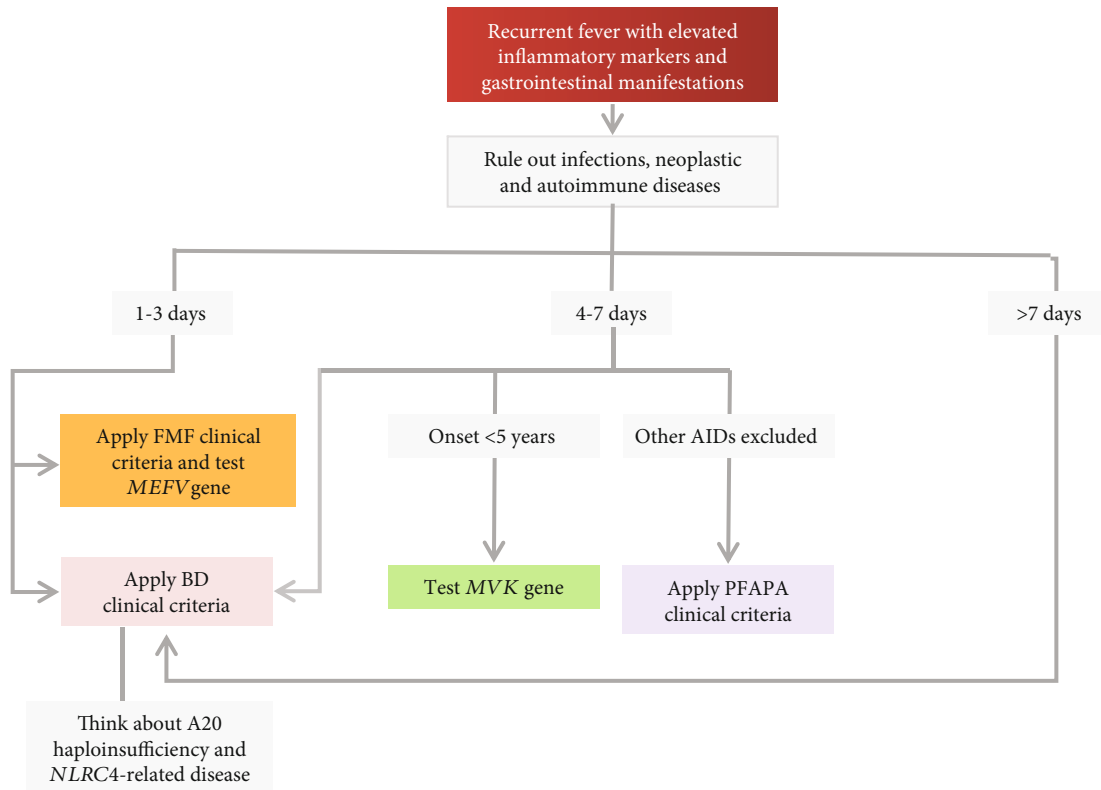 Recurrent fever with elevated
inflammatory markers and
gastrointestinal manifestations
Rule out infections, neoplastic
and autoimmune diseases
1-3 days
4-7 days
>7 days
Apply FMF clinical
criteria and test
MEFV gene
Onset <5 years
Other AIDs excluded
Apply BD
clinical criteria
Test MVK gene
Apply PFAPA
clinical criteria
Think about A20
haploinsufficiency and
NLRC4-related disease